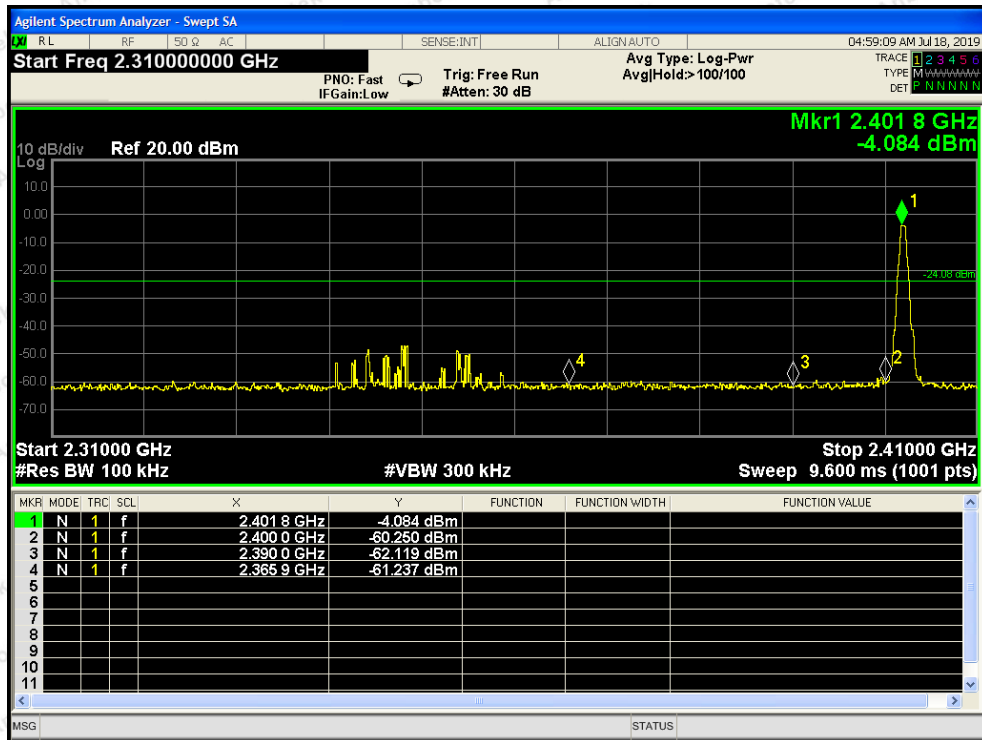 Agilent Spectrum Analyzer - Swept SA
LXI RL RF 50 Ω AC SENSE:INT ALIGN AUTO 04:59:09 AM Jul 18, 2019
Start Freq 2.310000000 GHz
PNO: Fast
IFGain:Low
Trig: Free Run
#Atten: 30 dB
Avg Type: Log-Pwr
Avg|Hold:>100/100
TRACE 1 2 3 4 5 6
TYPE M
DET P N N N N N
Mkr1 2.401 8 GHz
-4.084 dBm
10 dB/div Ref 20.00 dBm
Log
10.0
0.00
-10.0
-20.0
-30.0
-40.0
-50.0
-60.0
-70.0
1
-24.08 dBm
4
3
2
Start 2.31000 GHz Stop 2.41000 GHz
#Res BW 100 kHz #VBW 300 kHz Sweep 9.600 ms (1001 pts)
MKR MODE TRC SCL X Y FUNCTION FUNCTION WIDTH FUNCTION VALUE
1 N 1 f 2.401 8 GHz -4.084 dBm
2 N 1 f 2.400 0 GHz -60.250 dBm
3 N 1 f 2.390 0 GHz -62.119 dBm
4 N 1 f 2.365 9 GHz -61.237 dBm
5
6
7
8
9
10
11
MSG STATUS